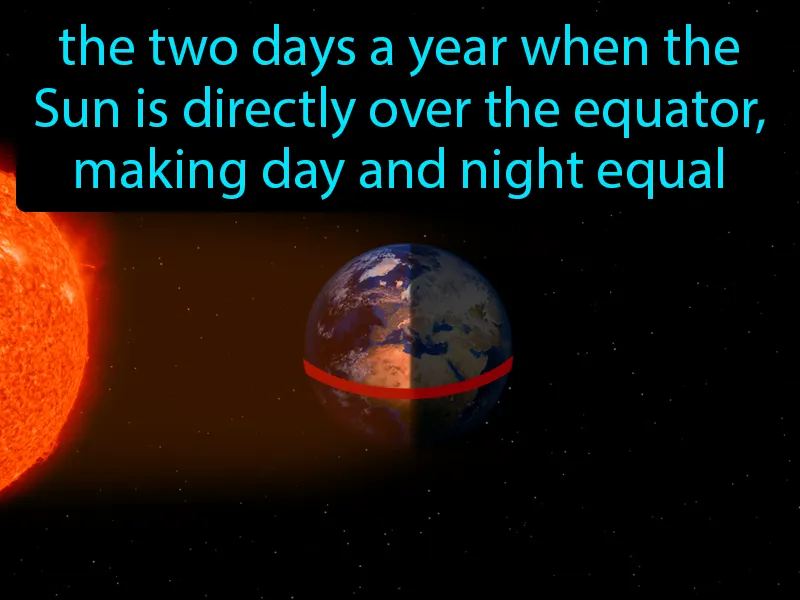 the two days a year when the
Sun is directly over the equator,
making day and night equal